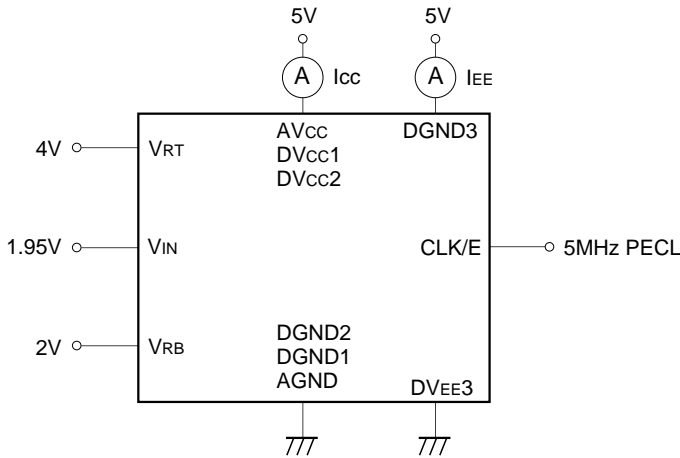 5V 5V
A Icc A IEE
AVcc DGND3
DVcc1
DVcc2
4V VRT
1.95V VIN CLK/E 5MHz PECL
2V VRB
DGND2
DGND1
AGND
DVEE3